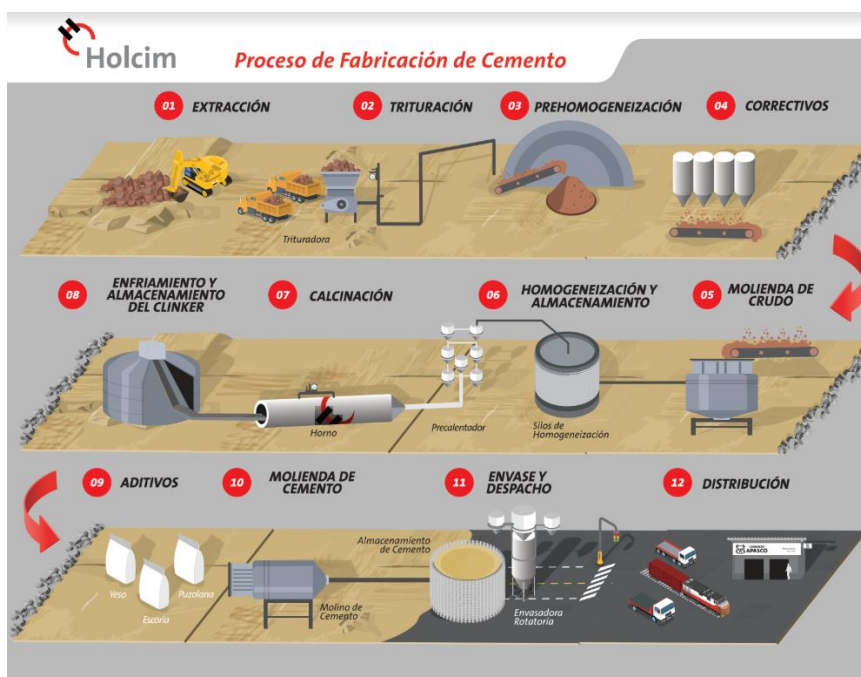 Holcim
Proceso de Fabricación de Cemento
01 EXTRACCIÓN
02 TRITURACIÓN
03 PREHOMOGENEIZACIÓN
04 CORRECTIVOS
Trituradora
08 ENFRIAMIENTO Y
ALMACENAMIENTO
DEL CLINKER
07 CALCINACIÓN
06 HOMOGENEIZACIÓN Y
ALMACENAMIENTO
05 MOLIENDA DE
CRUDO
Horno
Precalentador
Silos de
Homogeneización
09 ADITIVOS
10 MOLIENDA DE
CEMENTO
11 ENVASE Y
DESPACHO
12 DISTRIBUCIÓN
Almacenamiento
de Cemento
Yeso
Escoria
Puzolana
Molino de
Cemento
Envasadora
Rotatoria
APASCO